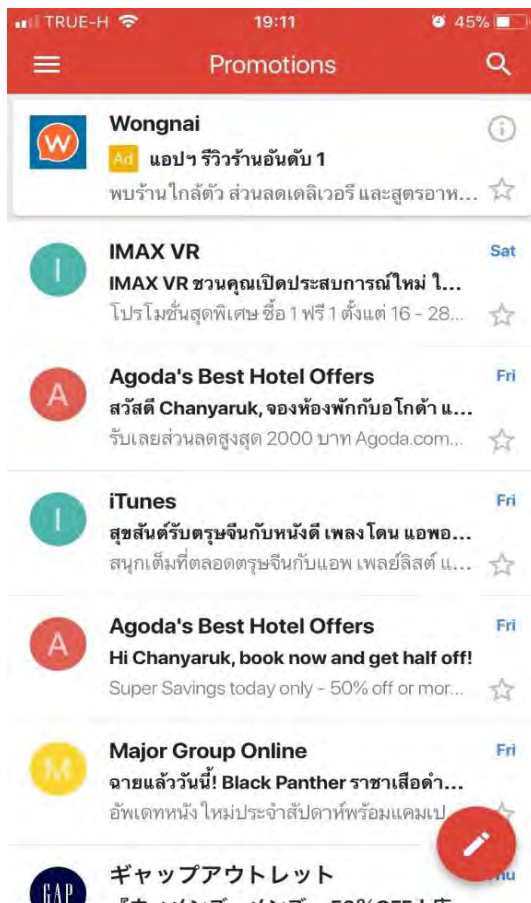 TRUE-H 19:11 45%
Promotions
W
Wongnai
Ad แอปฯ รีวิวร้านอันดับ 1
พบร้านใกล้ตัว ส่วนลดเดลิเวอรี และสูตรอาห...
I
IMAX VR
Sat
IMAX VR ชวนคุณเปิดประสบการณ์ใหม่ ใ...
โปรโมชั่นสุดพิเศษ ซื้อ 1 ฟรี 1 ตั้งแต่ 16 - 28...
A
Agoda's Best Hotel Offers
Fri
สวัสดี Chanyaruk, จองห้องพักกับอโกด้า แ...
รับเลยส่วนลดสูงสุด 2000 บาท Agoda.com...
I
iTunes
Fri
สุขสันต์รับตรุษจีนกับหนังดี เพลงโดน แอพอ...
สนุกเต็มที่ตลอดตรุษจีนกับแอพ เพลย์ลิสต์ แ...
A
Agoda's Best Hotel Offers
Fri
Hi Chanyaruk, book now and get half off!
Super Savings today only - 50% off or mor...
M
Major Group Online
Fri
ฉายแล้ววันนี้! Black Panther ราชาเสือดำ...
อัพเดทหนังใหม่ประจำสัปดาห์พร้อมแคมเป
GAP
ギャップアウトレット
50%OFF